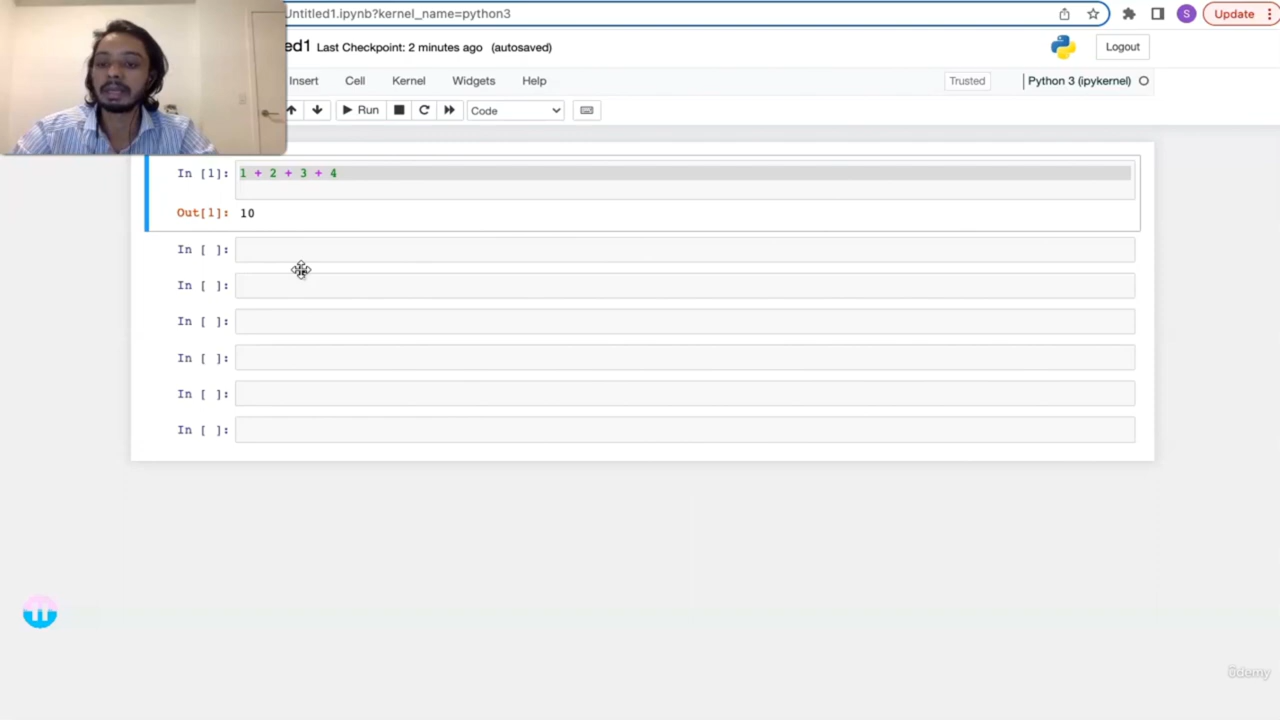 Untitled1.ipynb?kernel_name=python3
S
Update
ed1 Last Checkpoint: 2 minutes ago (autosaved)
Logout
Insert Cell Kernel Widgets Help
Trusted
Python 3 (ipykernel)
Run
Code
In [1]: 1 + 2 + 3 + 4
Out[1]: 10
In [ ]:
In [ ]:
In [ ]:
In [ ]:
In [ ]:
In [ ]:
ûdemy